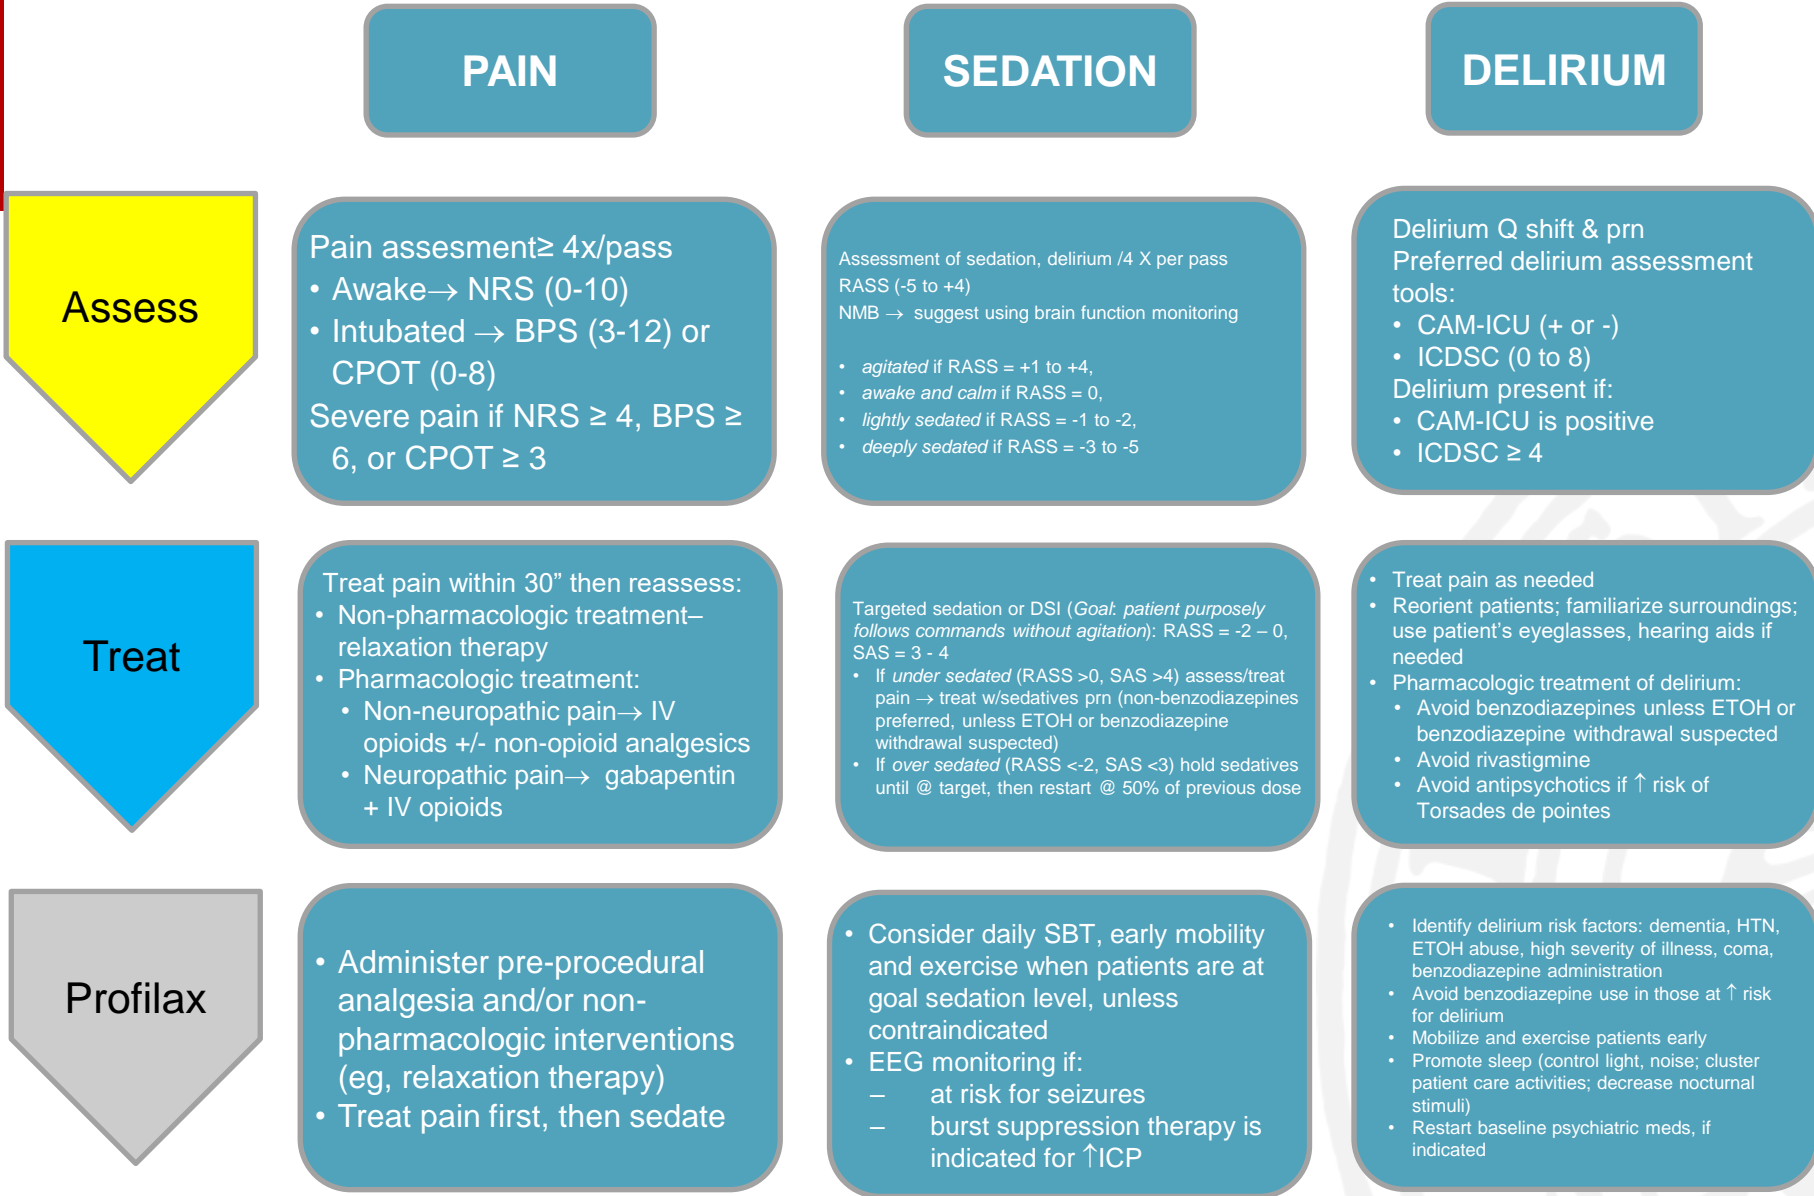 PAIN
SEDATION
DELIRIUM
Assess
Pain assesment≥ 4x/pass
• Awake→ NRS (0-10)
• Intubated → BPS (3-12) or
CPOT (0-8)
Severe pain if NRS ≥ 4, BPS ≥
6, or CPOT ≥ 3
Assessment of sedation, delirium /4 X per pass
RASS (-5 to +4)
NMB → suggest using brain function monitoring
• agitated if RASS = +1 to +4,
• awake and calm if RASS = 0,
• lightly sedated if RASS = -1 to -2,
• deeply sedated if RASS = -3 to -5
Delirium Q shift & prn
Preferred delirium assessment
tools:
• CAM-ICU (+ or -)
• ICDSC (0 to 8)
Delirium present if:
• CAM-ICU is positive
• ICDSC ≥ 4
Treat
Treat pain within 30” then reassess:
• Non-pharmacologic treatment–
relaxation therapy
• Pharmacologic treatment:
• Non-neuropathic pain→ IV
opioids +/- non-opioid analgesics
• Neuropathic pain→ gabapentin
+ IV opioids
Targeted sedation or DSI (Goal: patient purposely
follows commands without agitation): RASS = -2 – 0,
SAS = 3 - 4
• If under sedated (RASS >0, SAS >4) assess/treat
pain → treat w/sedatives prn (non-benzodiazepines
preferred, unless ETOH or benzodiazepine
withdrawal suspected)
• If over sedated (RASS <-2, SAS <3) hold sedatives
until @ target, then restart @ 50% of previous dose
• Treat pain as needed
• Reorient patients; familiarize surroundings;
use patient’s eyeglasses, hearing aids if
needed
• Pharmacologic treatment of delirium:
• Avoid benzodiazepines unless ETOH or
benzodiazepine withdrawal suspected
• Avoid rivastigmine
• Avoid antipsychotics if ↑ risk of
Torsades de pointes
Profilax
• Administer pre-procedural
analgesia and/or non-
pharmacologic interventions
(eg, relaxation therapy)
• Treat pain first, then sedate
• Consider daily SBT, early mobility
and exercise when patients are at
goal sedation level, unless
contraindicated
• EEG monitoring if:
– at risk for seizures
– burst suppression therapy is
indicated for ↑ICP
• Identify delirium risk factors: dementia, HTN,
ETOH abuse, high severity of illness, coma,
benzodiazepine administration
• Avoid benzodiazepine use in those at ↑ risk
for delirium
• Mobilize and exercise patients early
• Promote sleep (control light, noise; cluster
patient care activities; decrease nocturnal
stimuli)
• Restart baseline psychiatric meds, if
indicated